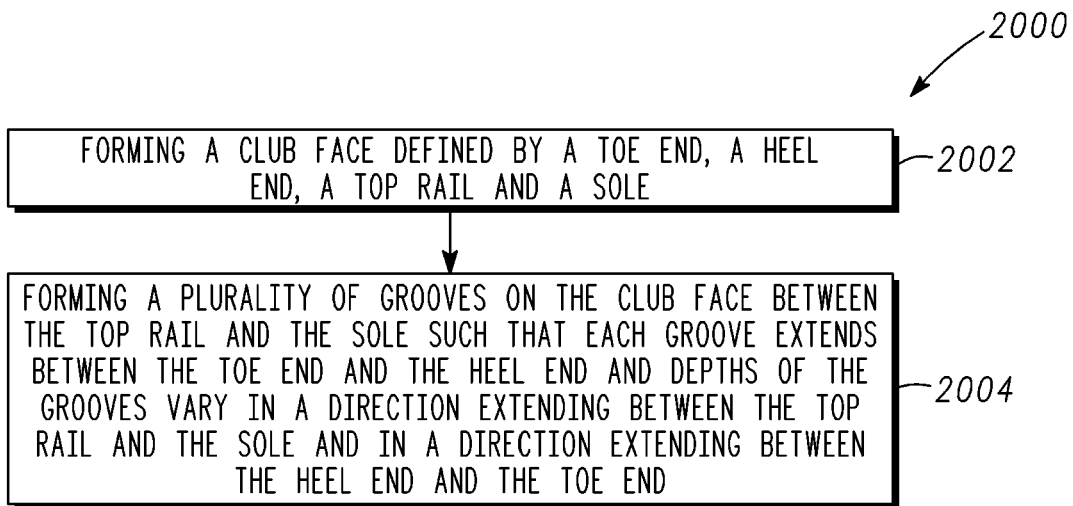 2000
FORMING A CLUB FACE DEFINED BY A TOE END, A HEEL
END, A TOP RAIL AND A SOLE
2002
FORMING A PLURALITY OF GROOVES ON THE CLUB FACE BETWEEN
THE TOP RAIL AND THE SOLE SUCH THAT EACH GROOVE EXTENDS
BETWEEN THE TOE END AND THE HEEL END AND DEPTHS OF THE
GROOVES VARY IN A DIRECTION EXTENDING BETWEEN THE TOP
RAIL AND THE SOLE AND IN A DIRECTION EXTENDING BETWEEN
THE HEEL END AND THE TOE END
2004